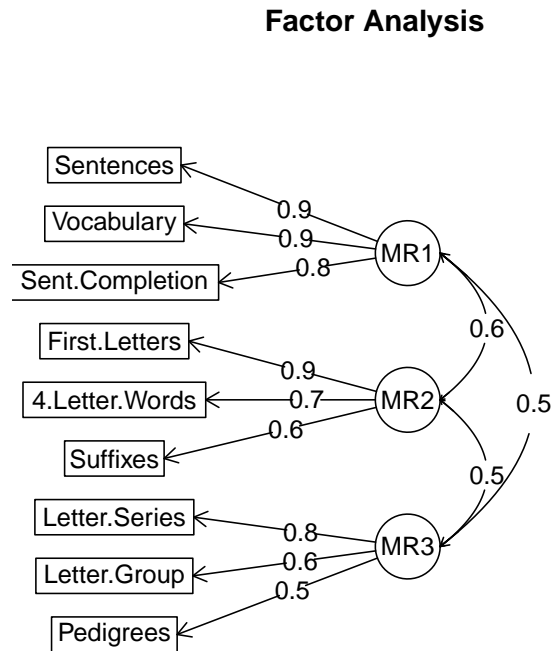 Factor Analysis
Sentences
0.9
Vocabulary
0.9
MR1
Sent.Completion
0.8
0.6
First.Letters
0.9
4.Letter.Words
0.7
MR2
0.5
Suffixes
0.6
0.5
Letter.Series
0.8
MR3
Letter.Group
0.6
Pedigrees
0.5